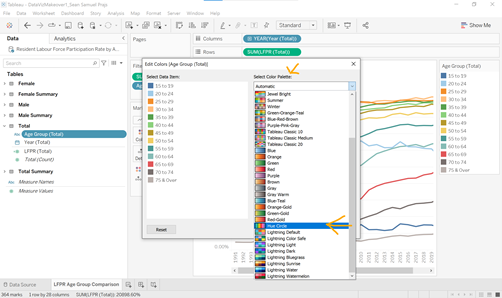 Tableau - DataVizMakeover1_Sean Samuel Prajs
File Data Worksheet Dashboard Story Analysis Map Format Server Window Help
Standard
Show Me
Data Analytics
Pages
Columns YEAR(Year (Total))
Rows SUM(LFPR (Total))
Resident Labour Force Participation Rate by A...
Search
Tables
Female
Female Summary
Male
Male Summary
Total
Age Group (Total)
Year (Total)
LFPR (Total)
Total (Count)
Total Summary
Measure Names
Measure Values
Edit Colors [Age Group (Total)]
Select Data Item:
15 to 19
20 to 24
25 to 29
30 to 34
35 to 39
40 to 44
45 to 49
50 to 54
55 to 59
60 to 64
65 to 69
70 to 74
75 & Over
Reset
Select Color Palette:
Automatic
Jewel Bright
Summer
Winter
Green-Orange-Teal
Blue-Red-Brown
Purple-Pink-Gray
Tableau Classic 10
Tableau Classic Medium
Tableau Classic 20
Blue
Orange
Green
Red
Purple
Brown
Gray
Gray Warm
Blue-Teal
Orange-Gold
Green-Gold
Red-Gold
Hue Circle
Lightning Default
Lightning Color Safe
Lightning Light
Lightning Dark
Lightning Bluegrass
Lightning Sunrise
Lightning Water
Lightning Watermelon
Age Group (Total)
15 to 19
20 to 24
25 to 29
30 to 34
35 to 39
40 to 44
45 to 49
50 to 54
55 to 59
60 to 64
65 to 69
70 to 74
75 & Over
0.00%
Data Source LFPR Age Group Comparison
364 marks 1 row by 28 columns SUM(LFPR (Total)): 20898.60%